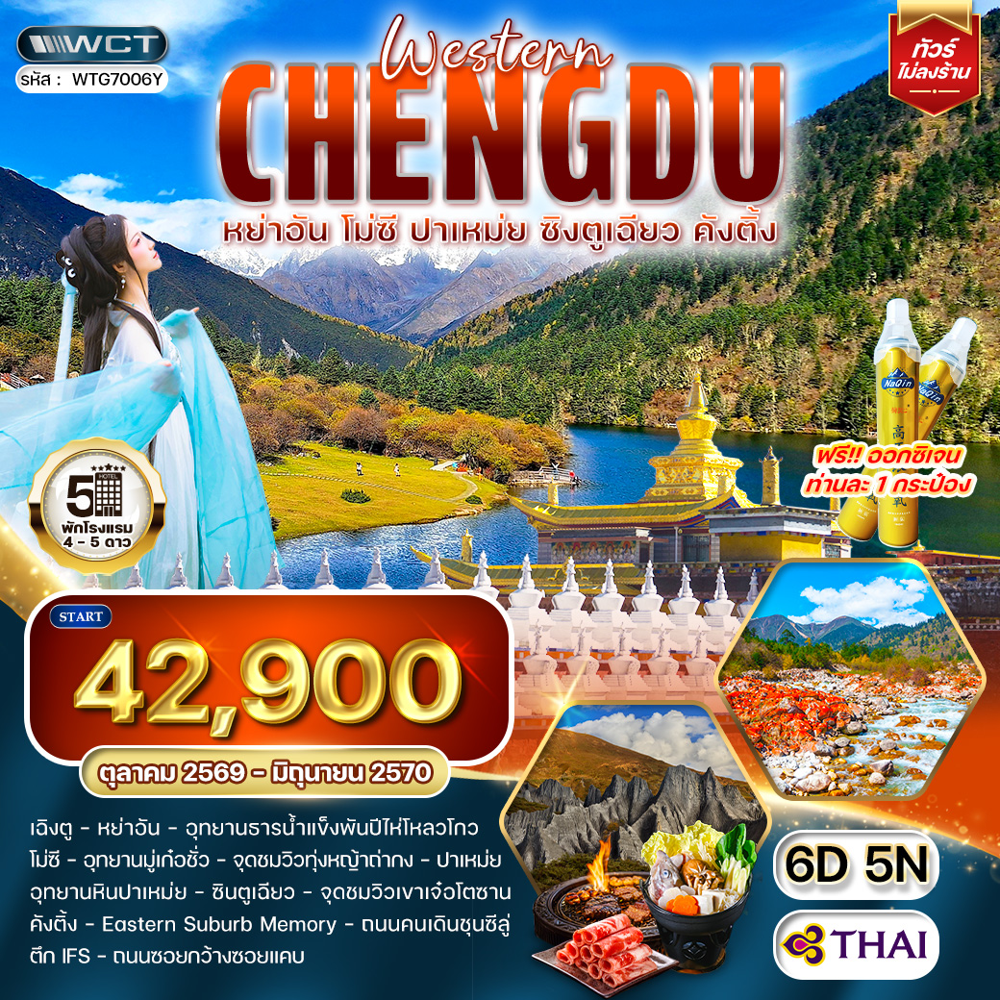 WCT
รหัส : WTG7006Y
Western
CHENGDU
หย่าอัน โม่ซี ปาเหม่ย ซิงตูเฉียว คังติ้ง
ทัวร์
ไม่ลงร้าน
NaQin
NaQin
高
氧
ฟรี!! ออกซิเจน
ท่านละ 1 กระป๋อง
5
HOTEL
พักโรงแรม
4 - 5 ดาว
START
42,900
ตุลาคม 2569 - มิถุนายน 2570
เฉิงตู - หย่าอัน - อุทยานธารน้ำแข็งพันปีไห่โหลวโกว
โม่ซี - อุทยานมู่เก๋อชั่ว - จุดชมวิวทุ่งหญ้าถ่ากง - ปาเหม่ย
อุทยานหินปาเหม่ย - ซินตูเฉียว - จุดชมวิวเขาเจ๋อโตซาน
คังติ้ง - Eastern Suburb Memory - ถนนคนเดินชุนซีลู่
ตึก IFS - ถนนซอยกว้างซอยแคบ
6D 5N
THAI